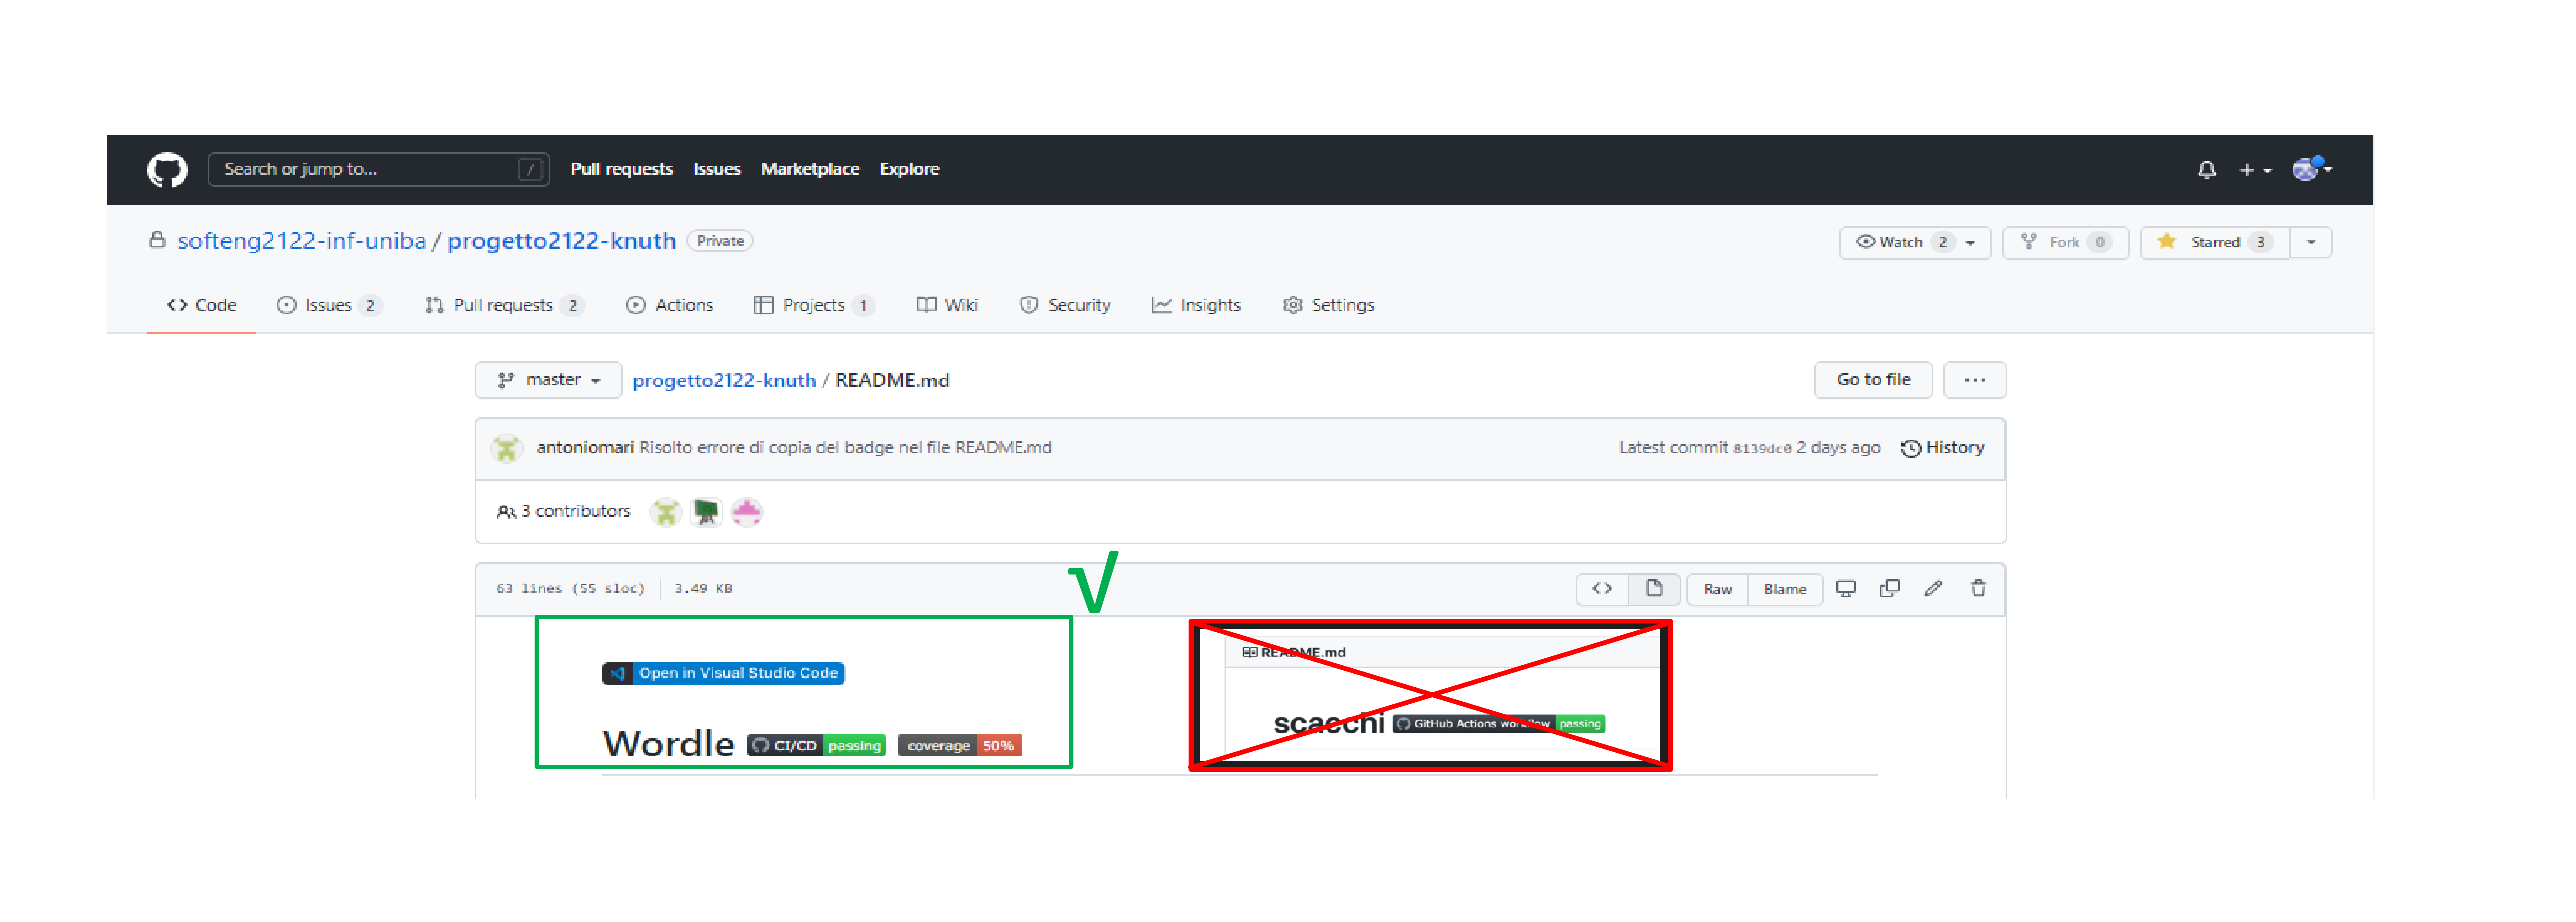 Search or jump to... / Pull requests Issues Marketplace Explore
softeng2122-inf-uniba / progetto2122-knuth Private Watch 2 Fork 0 Starred 3
Code Issues 2 Pull requests 2 Actions Projects 1 Wiki Security Insights Settings
master progetto2122-knuth / README.md Go to file ...
antoniomari Risolto errore di copia del badge nel file README.md Latest commit 8139dc0 2 days ago History
3 contributors
63 lines (55 sloc) 3.49 KB <> Raw Blame
√
Open in Visual Studio Code
Wordle CI/CD passing coverage 50%
README.md
scacchi GitHub Actions workflow passing